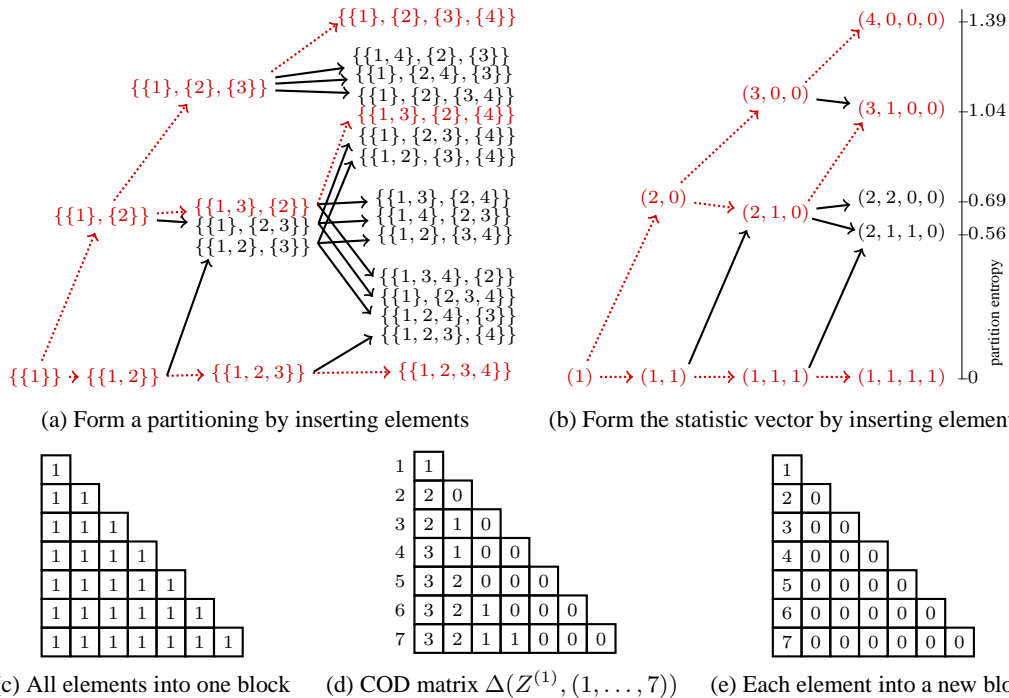 {{1}, {2}, {3}, {4}}
{{1, 4}, {2}, {3}}
{{1}, {2, 4}, {3}}
{{1}, {2}, {3}}
{{1}, {2}, {3, 4}}
{{1, 3}, {2}, {4}}
{{1}, {2, 3}, {4}}
{{1, 2}, {3}, {4}}
{{1}, {2}}
{{1, 3}, {2}}
{{1}, {2, 3}}
{{1, 2}, {3}}
{{1, 3}, {2, 4}}
{{1, 4}, {2, 3}}
{{1, 2}, {3, 4}}
{{1, 3, 4}, {2}}
{{1}, {2, 3, 4}}
{{1, 2, 4}, {3}}
{{1, 2, 3}, {4}}
{{1}}
{{1, 2}}
{{1, 2, 3}}
{{1, 2, 3, 4}}
(a) Form a partitioning by inserting elements
(4, 0, 0, 0)
1.39
(3, 0, 0)
(3, 1, 0, 0)
1.04
(2, 0)
(2, 1, 0)
(2, 2, 0, 0)
0.69
(2, 1, 1, 0)
0.56
partition entropy
(1)
(1, 1)
(1, 1, 1)
(1, 1, 1, 1)
0
(b) Form the statistic vector by inserting element
1
1 1
1 1 1
1 1 1 1
1 1 1 1 1
1 1 1 1 1 1
1 1 1 1 1 1 1
c) All elements into one block
1 1
2 2 0
3 2 1 0
4 3 1 0 0
5 3 2 0 0 0
6 3 2 1 0 0 0
7 3 2 1 1 0 0 0
(d) COD matrix Δ(Z⁽¹⁾, (1, . . . , 7))
1
2 0
3 0 0
4 0 0 0
5 0 0 0 0
6 0 0 0 0 0
7 0 0 0 0 0 0
(e) Each element into a new blo